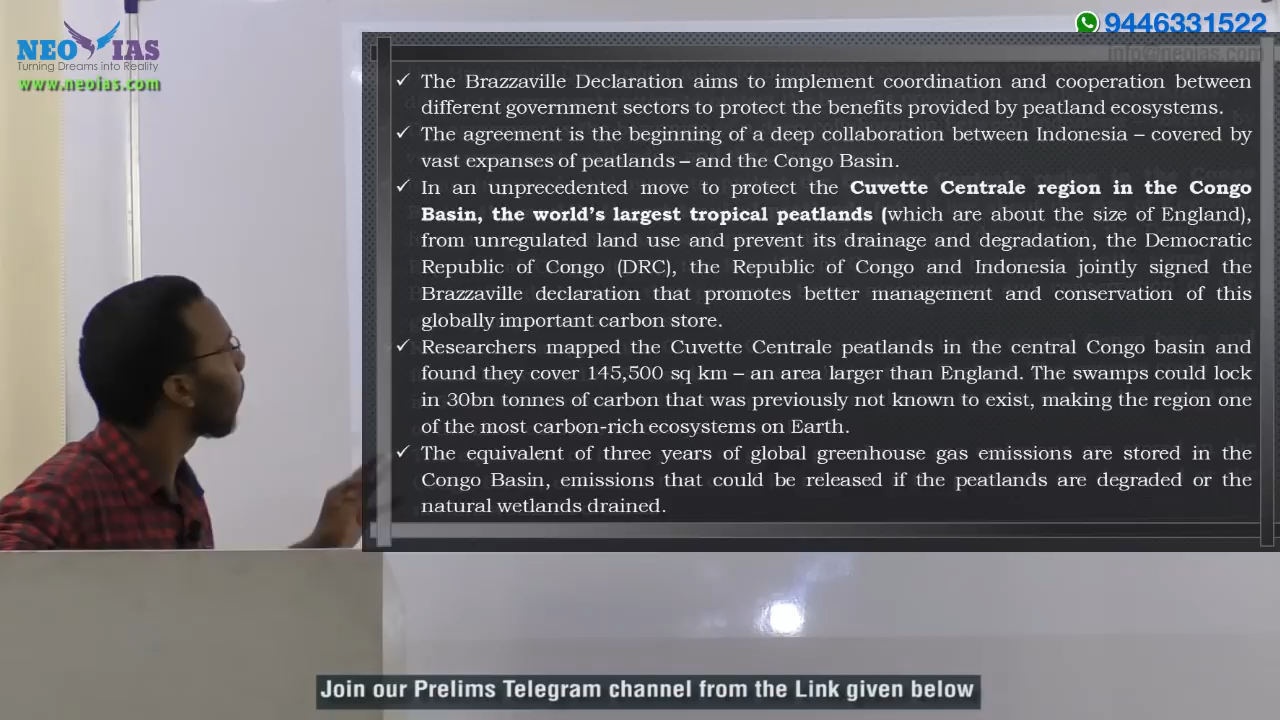 NEO IAS
Turning Dreams into Reality
www.neoias.com
9446331522
info@neoias.com
✓ The Brazzaville Declaration aims to implement coordination and cooperation between
different government sectors to protect the benefits provided by peatland ecosystems.
✓ The agreement is the beginning of a deep collaboration between Indonesia – covered by
vast expanses of peatlands – and the Congo Basin.
✓ In an unprecedented move to protect the Cuvette Centrale region in the Congo
Basin, the world's largest tropical peatlands (which are about the size of England),
from unregulated land use and prevent its drainage and degradation, the Democratic
Republic of Congo (DRC), the Republic of Congo and Indonesia jointly signed the
Brazzaville declaration that promotes better management and conservation of this
globally important carbon store.
✓ Researchers mapped the Cuvette Centrale peatlands in the central Congo basin and
found they cover 145,500 sq km – an area larger than England. The swamps could lock
in 30bn tonnes of carbon that was previously not known to exist, making the region one
of the most carbon-rich ecosystems on Earth.
✓ The equivalent of three years of global greenhouse gas emissions are stored in the
Congo Basin, emissions that could be released if the peatlands are degraded or the
natural wetlands drained.
Join our Prelims Telegram channel from the Link given below